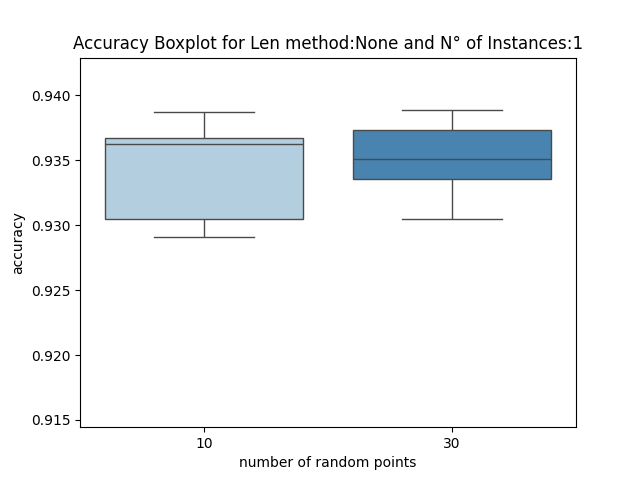 Accuracy Boxplot for Len method:None and N° of Instances:1
0.940
0.935
0.930
0.925
0.920
0.915
accuracy
10
30
number of random points